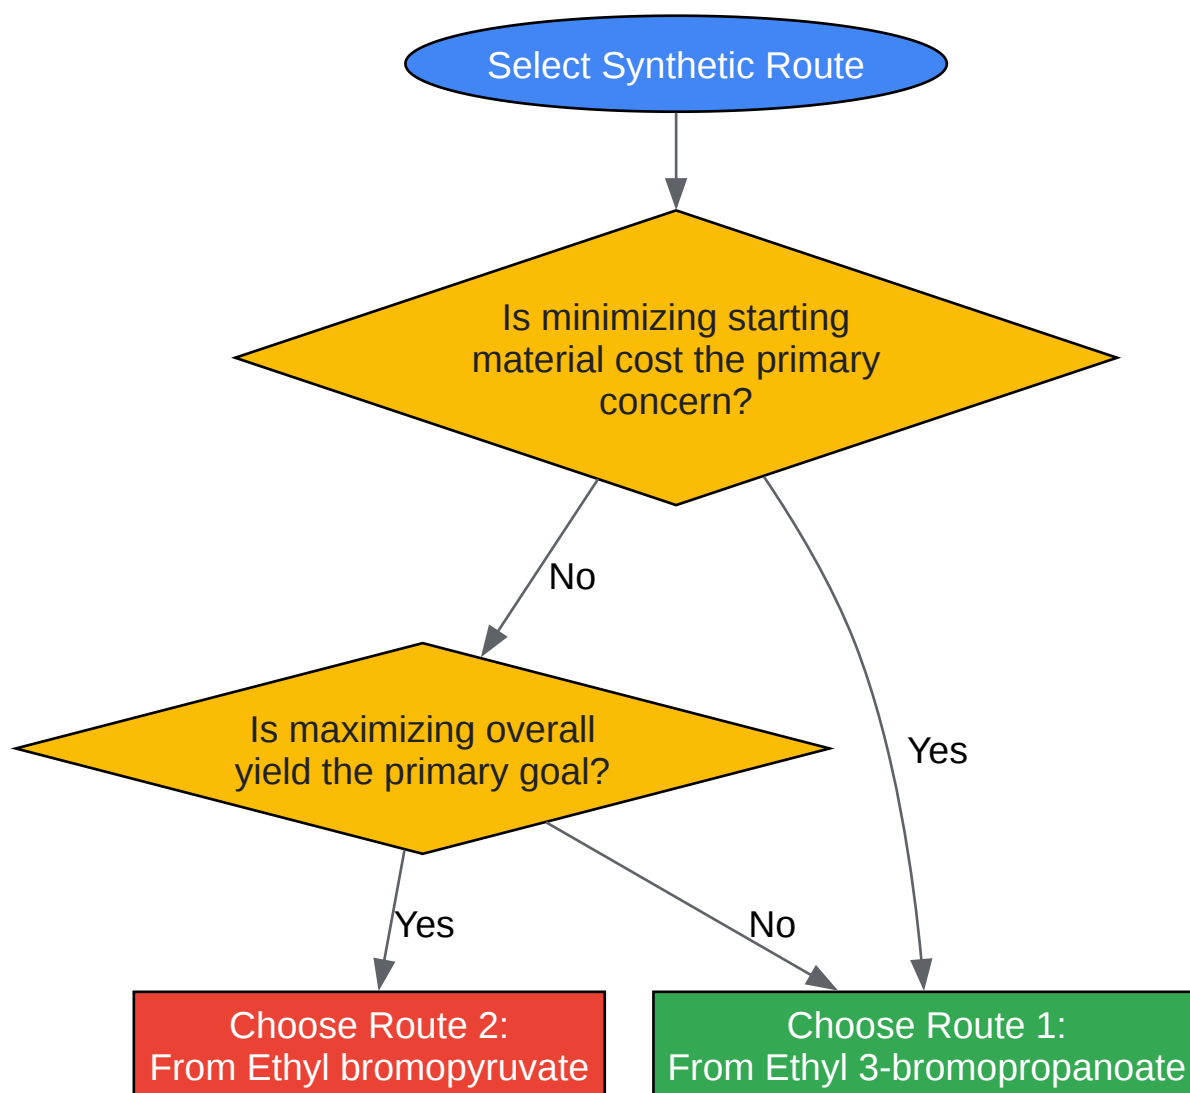 Select Synthetic Route
Is minimizing starting
material cost the primary
concern?
No
Is maximizing overall
yield the primary goal?
Yes
Yes
No
Choose Route 2:
From Ethyl bromopyruvate
Choose Route 1:
From Ethyl 3-bromopropanoate